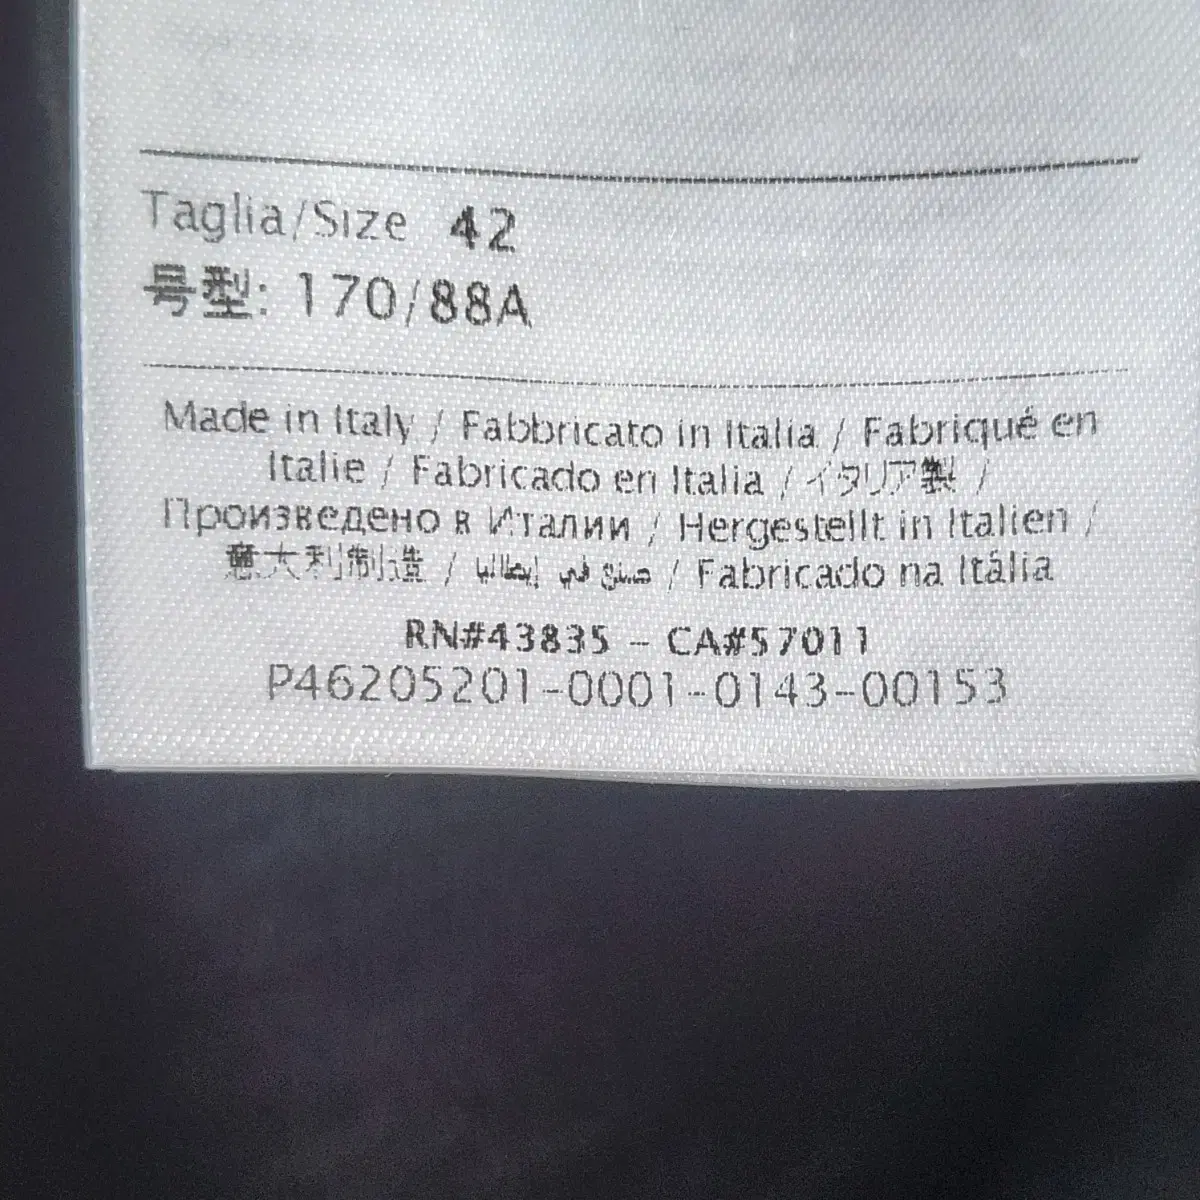 Taglia/Size 42
号型: 170/88A
Made in Italy / Fabbricato in Italia / Fabriqué en
Italie / Fabricado en Italia / イタリア製 /
Произведено в Италии / Hergestellt in Italien /
意大利制造 / صنع في إيطاليا / Fabricado na Itália
RN#43835 - CA#57011
P46205201-0001-0143-00153